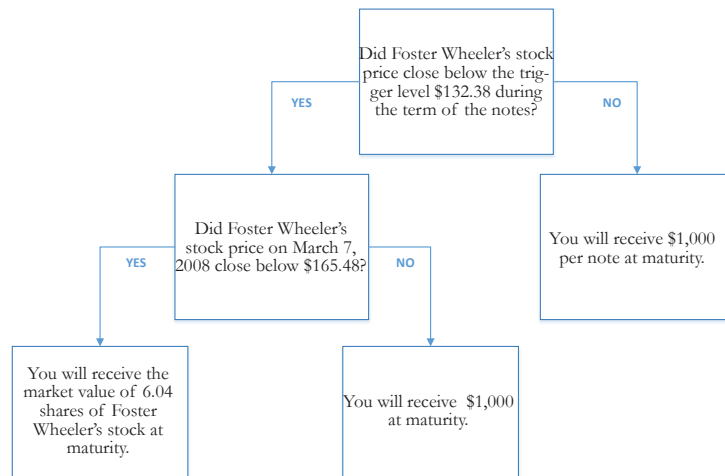 Did Foster Wheeler's stock
price close below the trig-
ger level $132.38 during
the term of the notes?
YES
NO
Did Foster Wheeler's
stock price on March 7,
2008 close below $165.48?
You will receive $1,000
per note at maturity.
YES
NO
You will receive the
market value of 6.04
shares of Foster
Wheeler's stock at
maturity.
You will receive $1,000
at maturity.